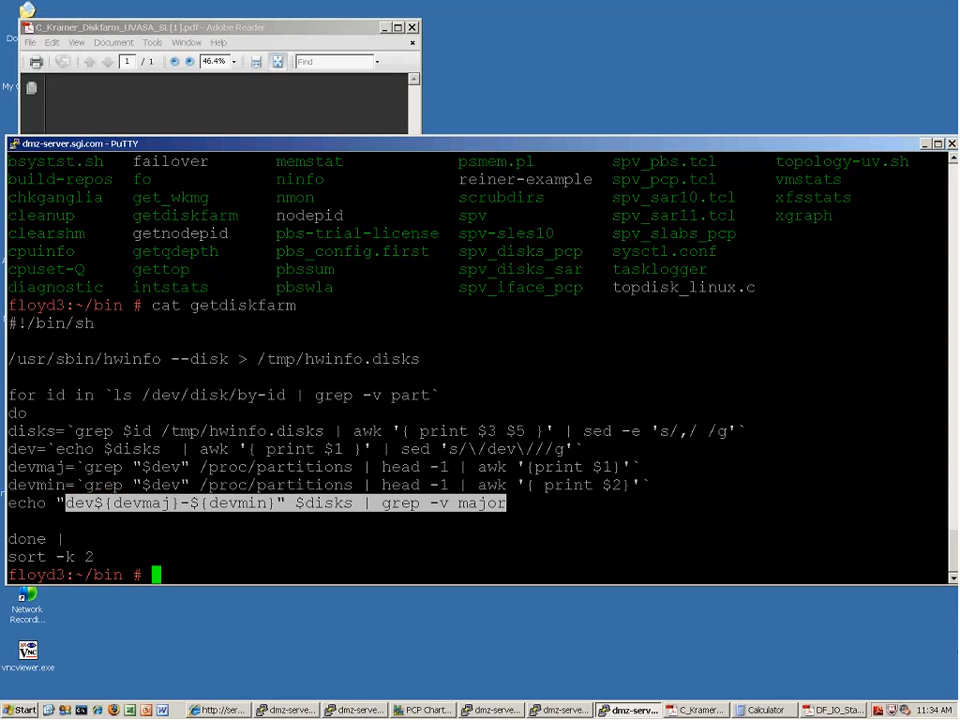 C_Kramer_Diskfarm_UVASA_SL[1].pdf - Adobe Reader
File Edit View Document Tools Window Help
1 / 1 46.4% Find
dmz-server.sgi.com - PuTTY
bsystst.sh failover memstat psmem.pl spv_pbs.tcl topology-uv.sh
build-repos fo ninfo reiner-example spv_pcp.tcl vmstats
chkganglia get_wkmg nmon scrubdirs spv_sar10.tcl xfsstats
cleanup getdiskfarm nodepid spv spv_sar11.tcl xgraph
clearshm getnodepid pbs-trial-license spv-sles10 spv_slabs_pcp
cpuinfo getqdepth pbs_config.first spv_disks_pcp sysctl.conf
cpuset-Q gettop pbssum spv_disks_sar tasklogger
diagnostic intstats pbswla spv_iface_pcp topdisk_linux.c
floyd3:~/bin # cat getdiskfarm
#!/bin/sh
/usr/sbin/hwinfo --disk > /tmp/hwinfo.disks
for id in `ls /dev/disk/by-id | grep -v part`
do
disks=`grep $id /tmp/hwinfo.disks | awk '{ print $3 $5 }' | sed -e 's/,/ /g'`
dev=`echo $disks  | awk '{ print $1 }' | sed 's/\/dev\///g'`
devmaj=`grep "$dev" /proc/partitions | head -1 | awk '{print $1}'`
devmin=`grep "$dev" /proc/partitions | head -1 | awk '{ print $2}'`
echo "dev${devmaj}-${devmin}" $disks | grep -v major
done |
sort -k 2
floyd3:~/bin #
Network
Recordi...
VNC
vncviewer.exe
Start http://ser... dmz-serve... dmz-serve... PCP Chart... dmz-serve... dmz-serve... dmz-serv... C_Kramer... Calculator DF_IO_Sta... 11:34 AM